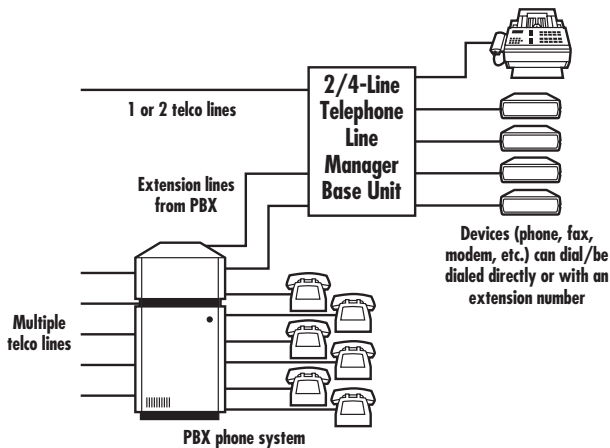 2/4-Line
Telephone
Line
Manager
Base Unit
1 or 2 telco lines
Extension lines
from PBX
Devices (phone, fax,
modem, etc.) can dial/be
dialed directly or with an
extension number
Multiple
telco lines
PBX phone system